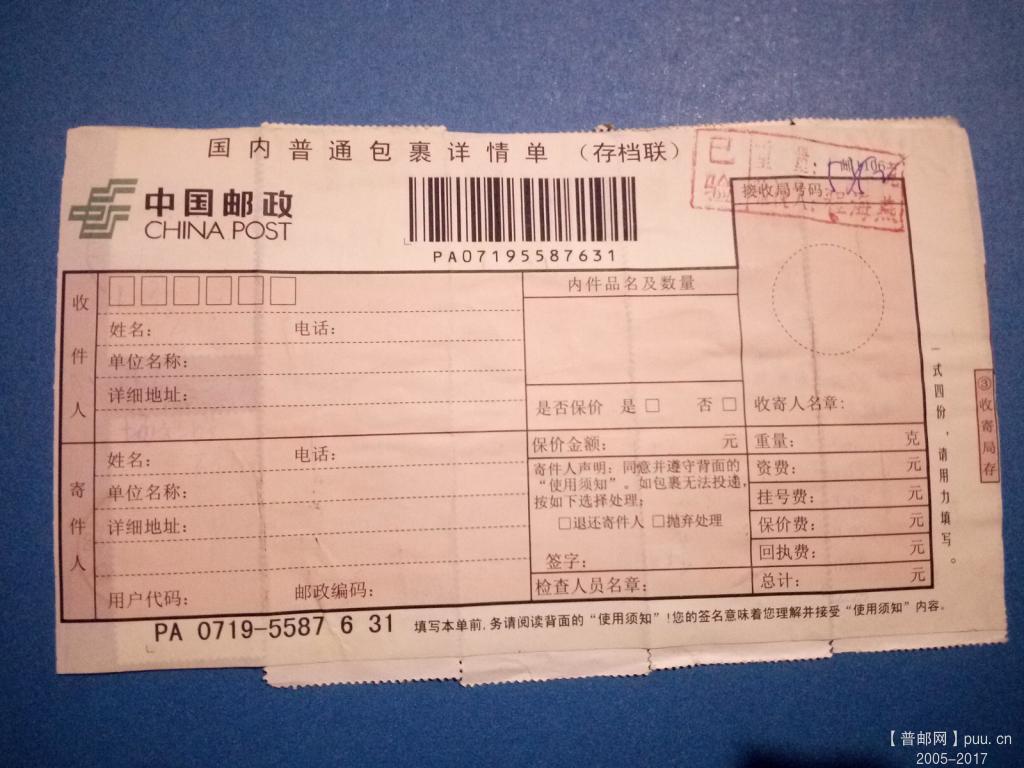 国内普通包裹详情单（存档联）
已
验
中国邮政
CHINA POST
PA07195587631
接收局号码
海燕
收件人
姓名：
电话：
单位名称：
详细地址：
内件品名及数量
是否保价 是□ 否□
收寄人名章：
寄件人
姓名：
电话：
单位名称：
详细地址：
用户代码：
邮政编码：
保价金额： 元
寄件人声明：同意并遵守背面的
“使用须知”。如包裹无法投递，
按如下选择处理；
□退还寄件人 □抛弃处理
签字：
检查人员名章：
重量： 克
资费： 元
挂号费： 元
保价费： 元
回执费： 元
总计： 元
一式四份，请用力填写。
③收寄局存
PA 0719-5587 6 31
填写本单前,务请阅读背面的“使用须知”!您的签名意味着您理解并接受“使用须知”内容。
【普邮网】puu.cn
2005-2017